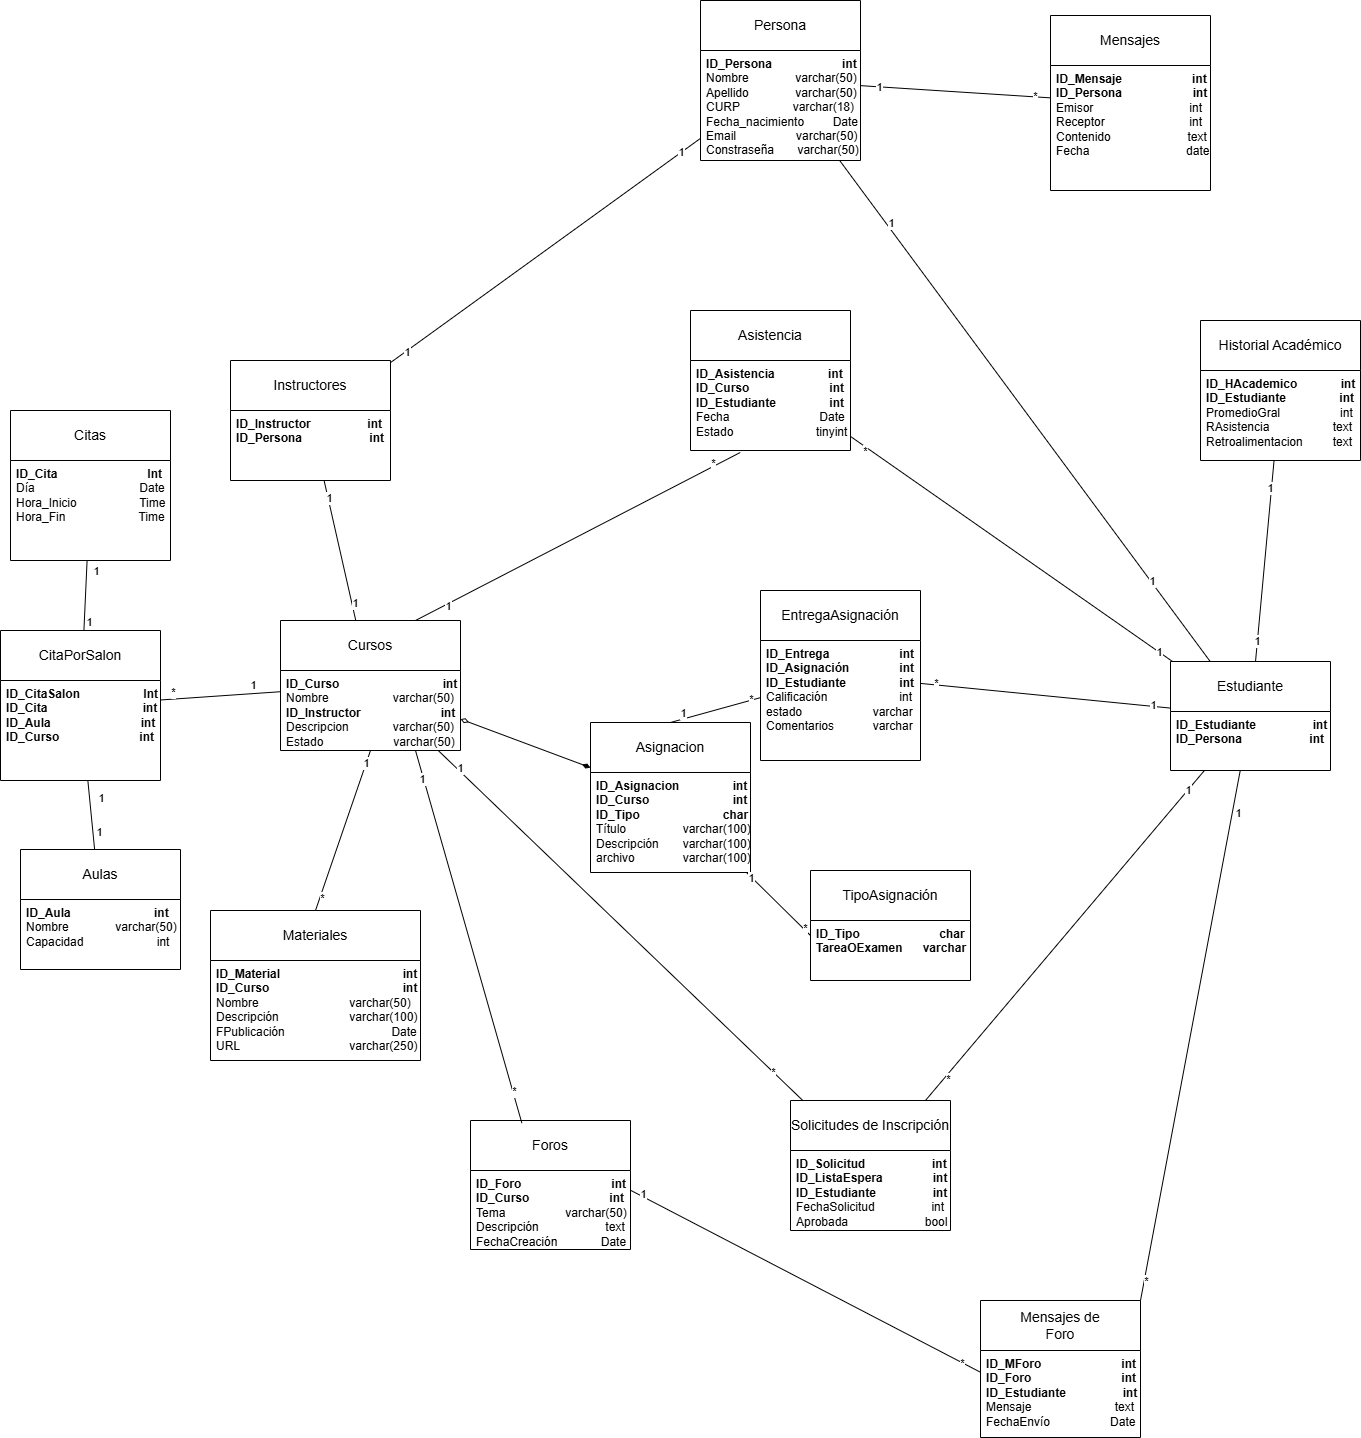 Persona
ID_Persona int
Nombre varchar(50)
Apellido varchar(50)
CURP varchar(18)
Fecha_nacimiento Date
Email varchar(50)
Constraseña varchar(50)
Mensajes
ID_Mensaje int
ID_Persona int
Emisor int
Receptor int
Contenido text
Fecha date
1
*
1
1
1
Asistencia
ID_Asistencia int
ID_Curso int
ID_Estudiante int
Fecha Date
Estado tinyint
Historial Académico
ID_HAcademico int
ID_Estudiante int
PromedioGral int
RAsistencia text
Retroalimentacion text
Instructores
ID_Instructor int
ID_Persona int
Citas
ID_Cita Int
Día Date
Hora_Inicio Time
Hora_Fin Time
*
*
1
1
1
1
1
1
1
1
1
1
CitaPorSalon
ID_CitaSalon Int
ID_Cita int
ID_Aula int
ID_Curso int
*
1
Cursos
ID_Curso int
Nombre varchar(50)
ID_Instructor int
Descripcion varchar(50)
Estado varchar(50)
EntregaAsignación
ID_Entrega int
ID_Asignación int
ID_Estudiante int
Calificación int
estado varchar
Comentarios varchar
*
1
*
1
Estudiante
ID_Estudiante int
ID_Persona int
Asignacion
ID_Asignacion int
ID_Curso int
ID_Tipo char
Título varchar(100)
Descripción varchar(100)
archivo varchar(100)
1
1
1
1
1
1
1
1
Aulas
ID_Aula int
Nombre varchar(50)
Capacidad int
1
*
TipoAsignación
ID_Tipo char
TareaOExamen varchar
*
Materiales
ID_Material int
ID_Curso int
Nombre varchar(50)
Descripción varchar(100)
FPublicación Date
URL varchar(250)
*
*
*
Foros
ID_Foro int
ID_Curso int
Tema varchar(50)
Descripción text
FechaCreación Date
Solicitudes de Inscripción
ID_Solicitud int
ID_ListaEspera int
ID_Estudiante int
FechaSolicitud int
Aprobada bool
1
*
*
Mensajes de
Foro
ID_MForo int
ID_Foro int
ID_Estudiante int
Mensaje text
FechaEnvío Date